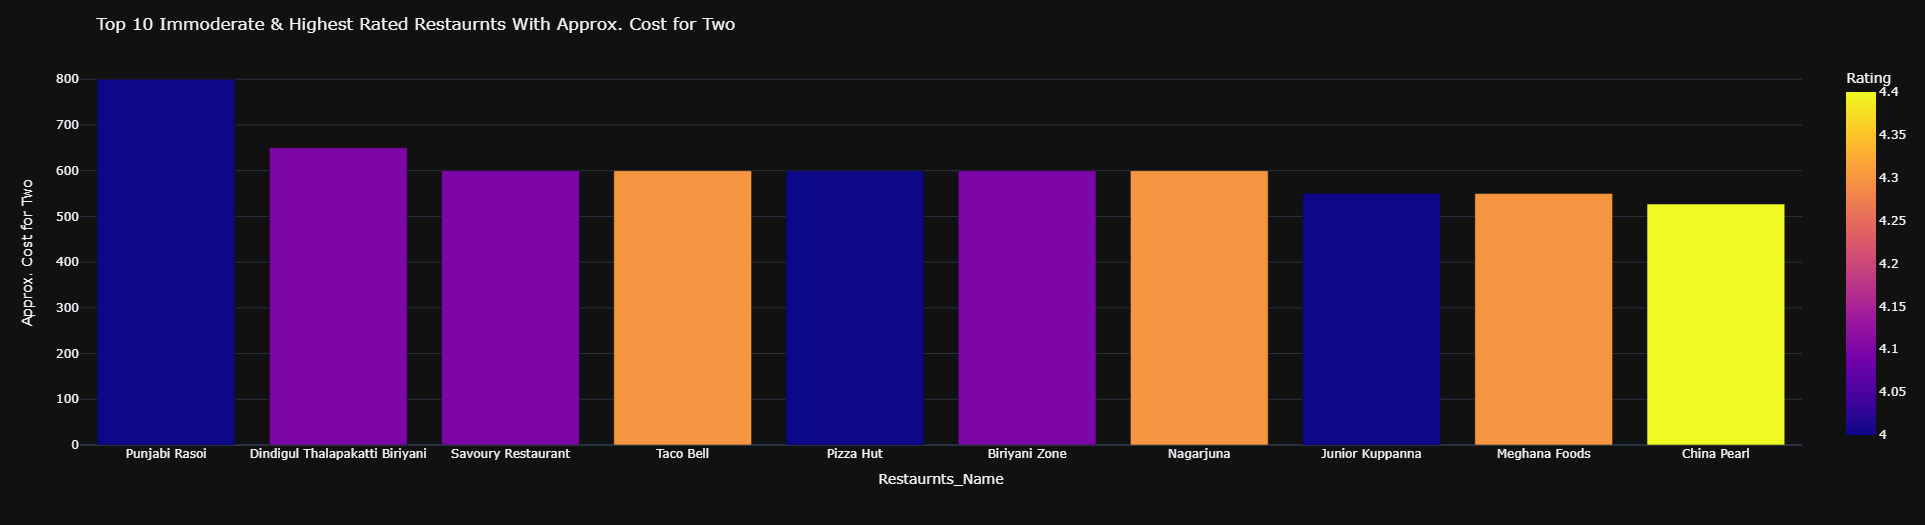 Top 10 Immoderate & Highest Rated Restaurnts With Approx. Cost for Two
Approx. Cost for Two
800
700
600
500
400
300
200
100
0
Punjabi Rasoi
Dindigul Thalapakatti Biriyani
Savoury Restaurant
Taco Bell
Pizza Hut
Biriyani Zone
Nagarjuna
Junior Kuppanna
Meghana Foods
China Pearl
Restaurnts_Name
Rating
4.4
4.35
4.3
4.25
4.2
4.15
4.1
4.05
4